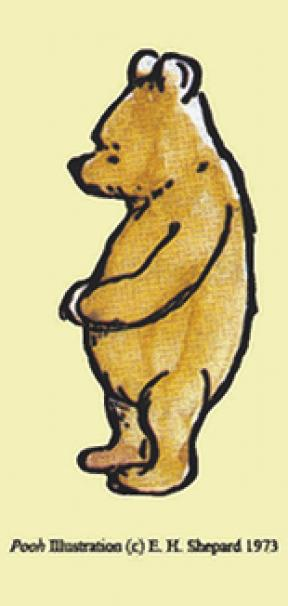 Pooh Illustration (c) E. H. Shepard 1973